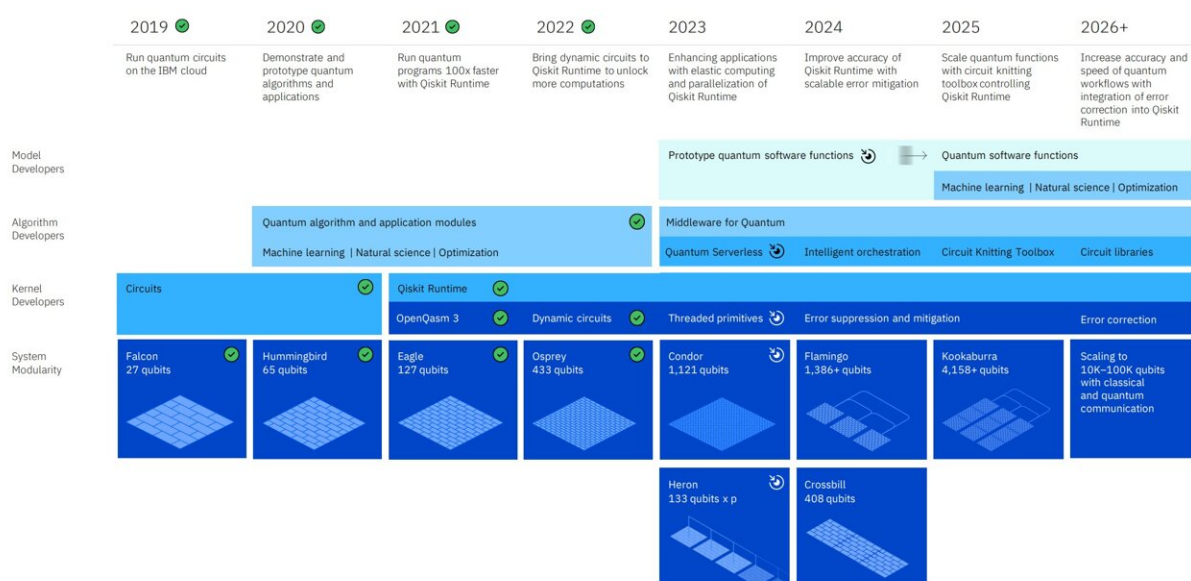 2019
2020
2021
2022
2023
2024
2025
2026+
Run quantum circuits
on the IBM cloud
Demonstrate and
prototype quantum
algorithms and
applications
Run quantum
programs 100x faster
with Qiskit Runtime
Bring dynamic circuits to
Qiskit Runtime to unlock
more computations
Enhancing applications
with elastic computing
and parallelization of
Qiskit Runtime
Improve accuracy of
Qiskit Runtime with
scalable error mitigation
Scale quantum functions
with circuit knitting
toolbox controlling
Qiskit Runtime
Increase accuracy and
speed of quantum
workflows with
integration of error
correction into Qiskit
Runtime
Model
Developers
Prototype quantum software functions
Quantum software functions
Machine learning | Natural science | Optimization
Algorithm
Developers
Quantum algorithm and application modules
Machine learning | Natural science | Optimization
Middleware for Quantum
Quantum Serverless
Intelligent orchestration
Circuit Knitting Toolbox
Circuit libraries
Kernel
Developers
Circuits
Qiskit Runtime
OpenQasm 3
Dynamic circuits
Threaded primitives
Error suppression and mitigation
Error correction
System
Modularity
Falcon
27 qubits
Hummingbird
65 qubits
Eagle
127 qubits
Osprey
433 qubits
Condor
1,121 qubits
Flamingo
1,386+ qubits
Kookaburra
4,158+ qubits
Scaling to
10K–100K qubits
with classical
and quantum
communication
Heron
133 qubits x p
Crossbill
408 qubits